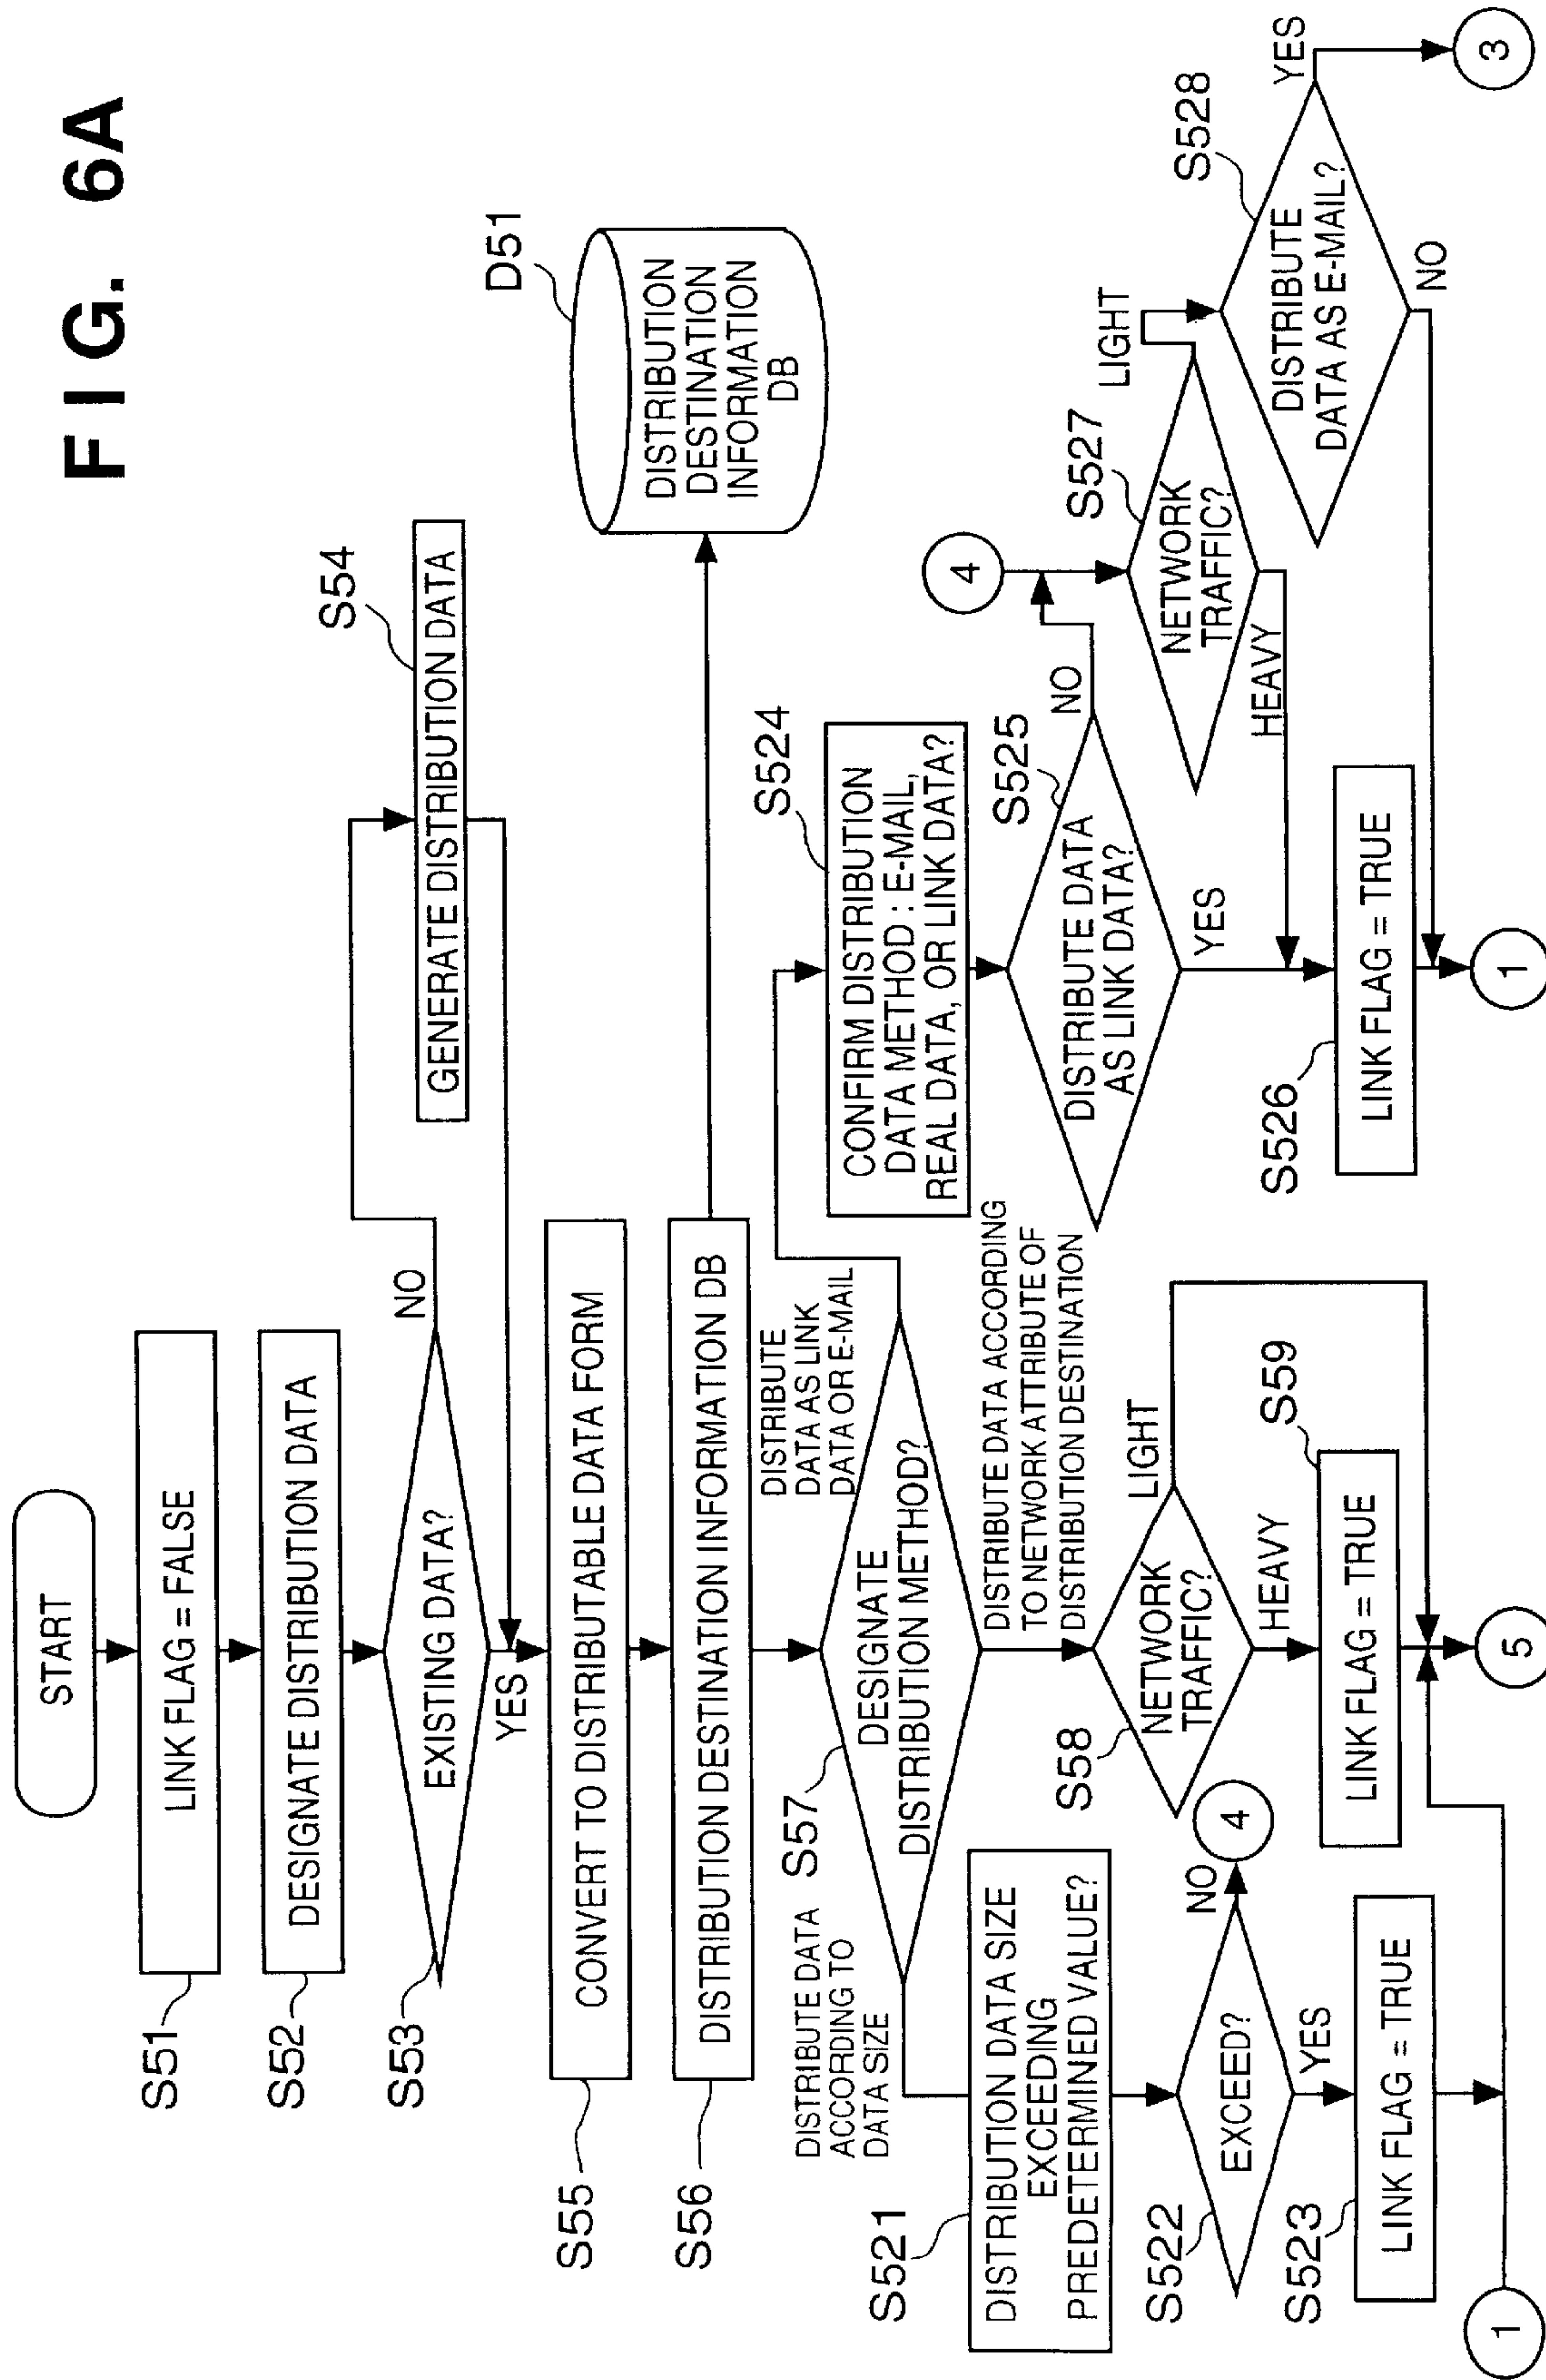 FIG. 6A
START
S51
LINK FLAG = FALSE
S52
DESIGNATE DISTRIBUTION DATA
S53
EXISTING DATA?
NO
YES
S54
GENERATE DISTRIBUTION DATA
S55
CONVERT TO DISTRIBUTABLE DATA FORM
S56
DISTRIBUTION DESTINATION INFORMATION DB
D51
DISTRIBUTION
DESTINATION
INFORMATION
DB
S57
DESIGNATE
DISTRIBUTION METHOD?
DISTRIBUTE DATA
ACCORDING TO
DATA SIZE
DISTRIBUTE
DATA AS LINK
DATA OR E-MAIL
DISTRIBUTE DATA ACCORDING
TO NETWORK ATTRIBUTE OF
DISTRIBUTION DESTINATION
S521
DISTRIBUTION DATA SIZE
EXCEEDING
PREDETERMINED VALUE?
S522
EXCEED?
NO
4
YES
S523
LINK FLAG = TRUE
1
S58
NETWORK
TRAFFIC?
LIGHT
HEAVY
S59
LINK FLAG = TRUE
5
S524
CONFIRM DISTRIBUTION
DATA METHOD : E-MAIL,
REAL DATA, OR LINK DATA?
S525
DISTRIBUTE DATA
AS LINK DATA?
NO
YES
S526
LINK FLAG = TRUE
1
4
S527
NETWORK
TRAFFIC?
LIGHT
HEAVY
S528
DISTRIBUTE
DATA AS E-MAIL?
YES
NO
3